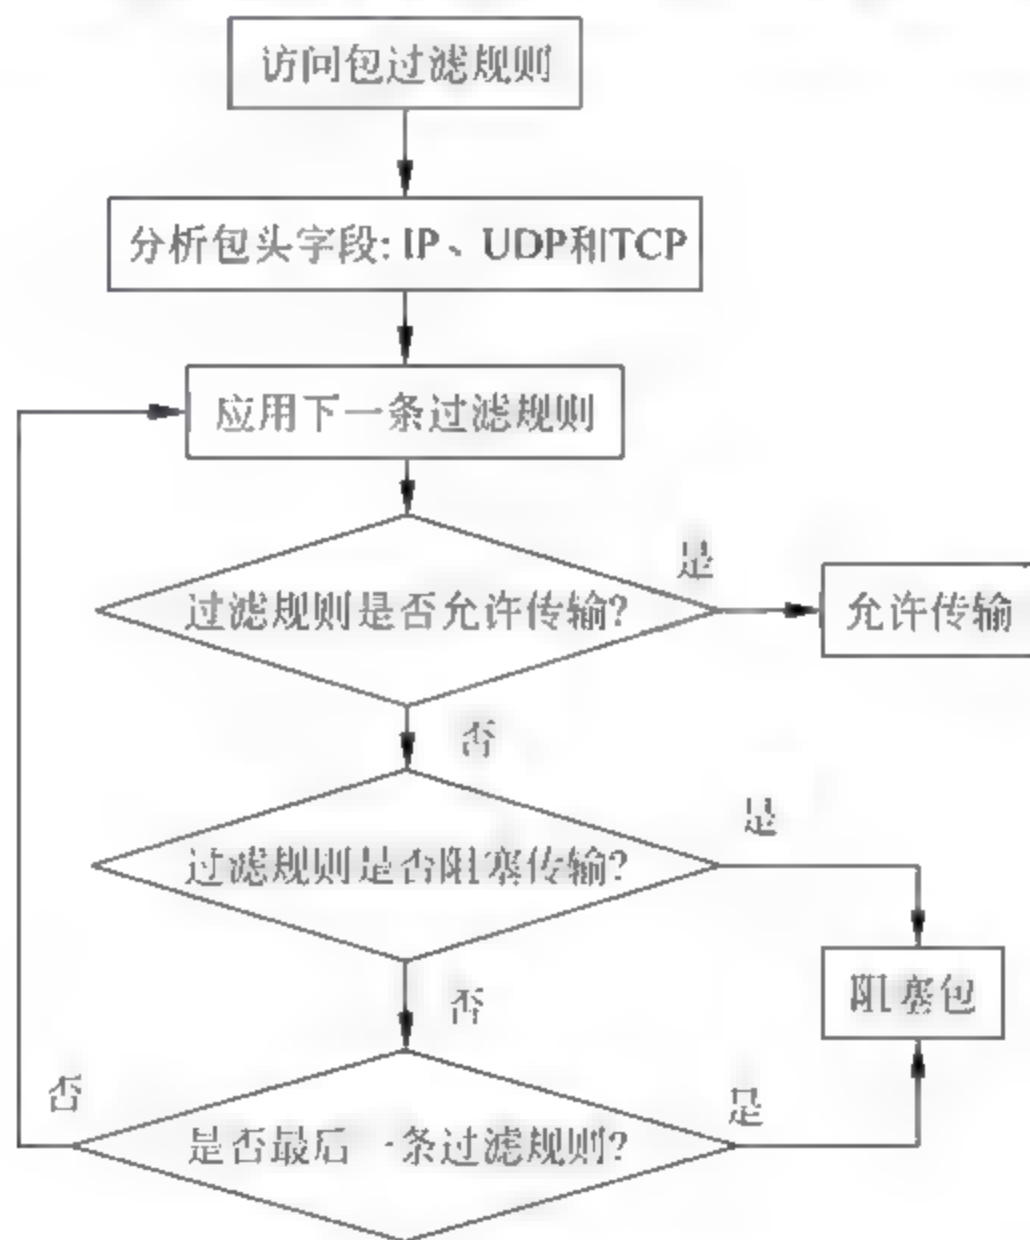 访问包过滤规则
分析包头字段: IP、UDP和TCP
应用下一条过滤规则
过滤规则是否允许传输?
是
允许传输
否
过滤规则是否阻塞传输?
是
阻塞包
否
是否最后一条过滤规则?
否
是